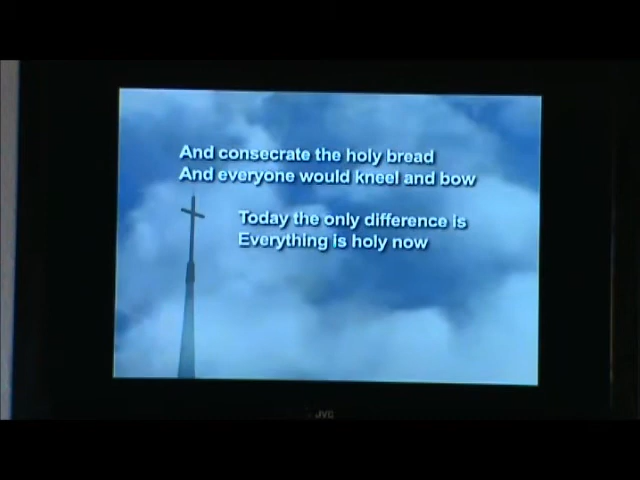 And consecrate the holy bread
And everyone would kneel and bow
Today the only difference is
Everything is holy now
JVC